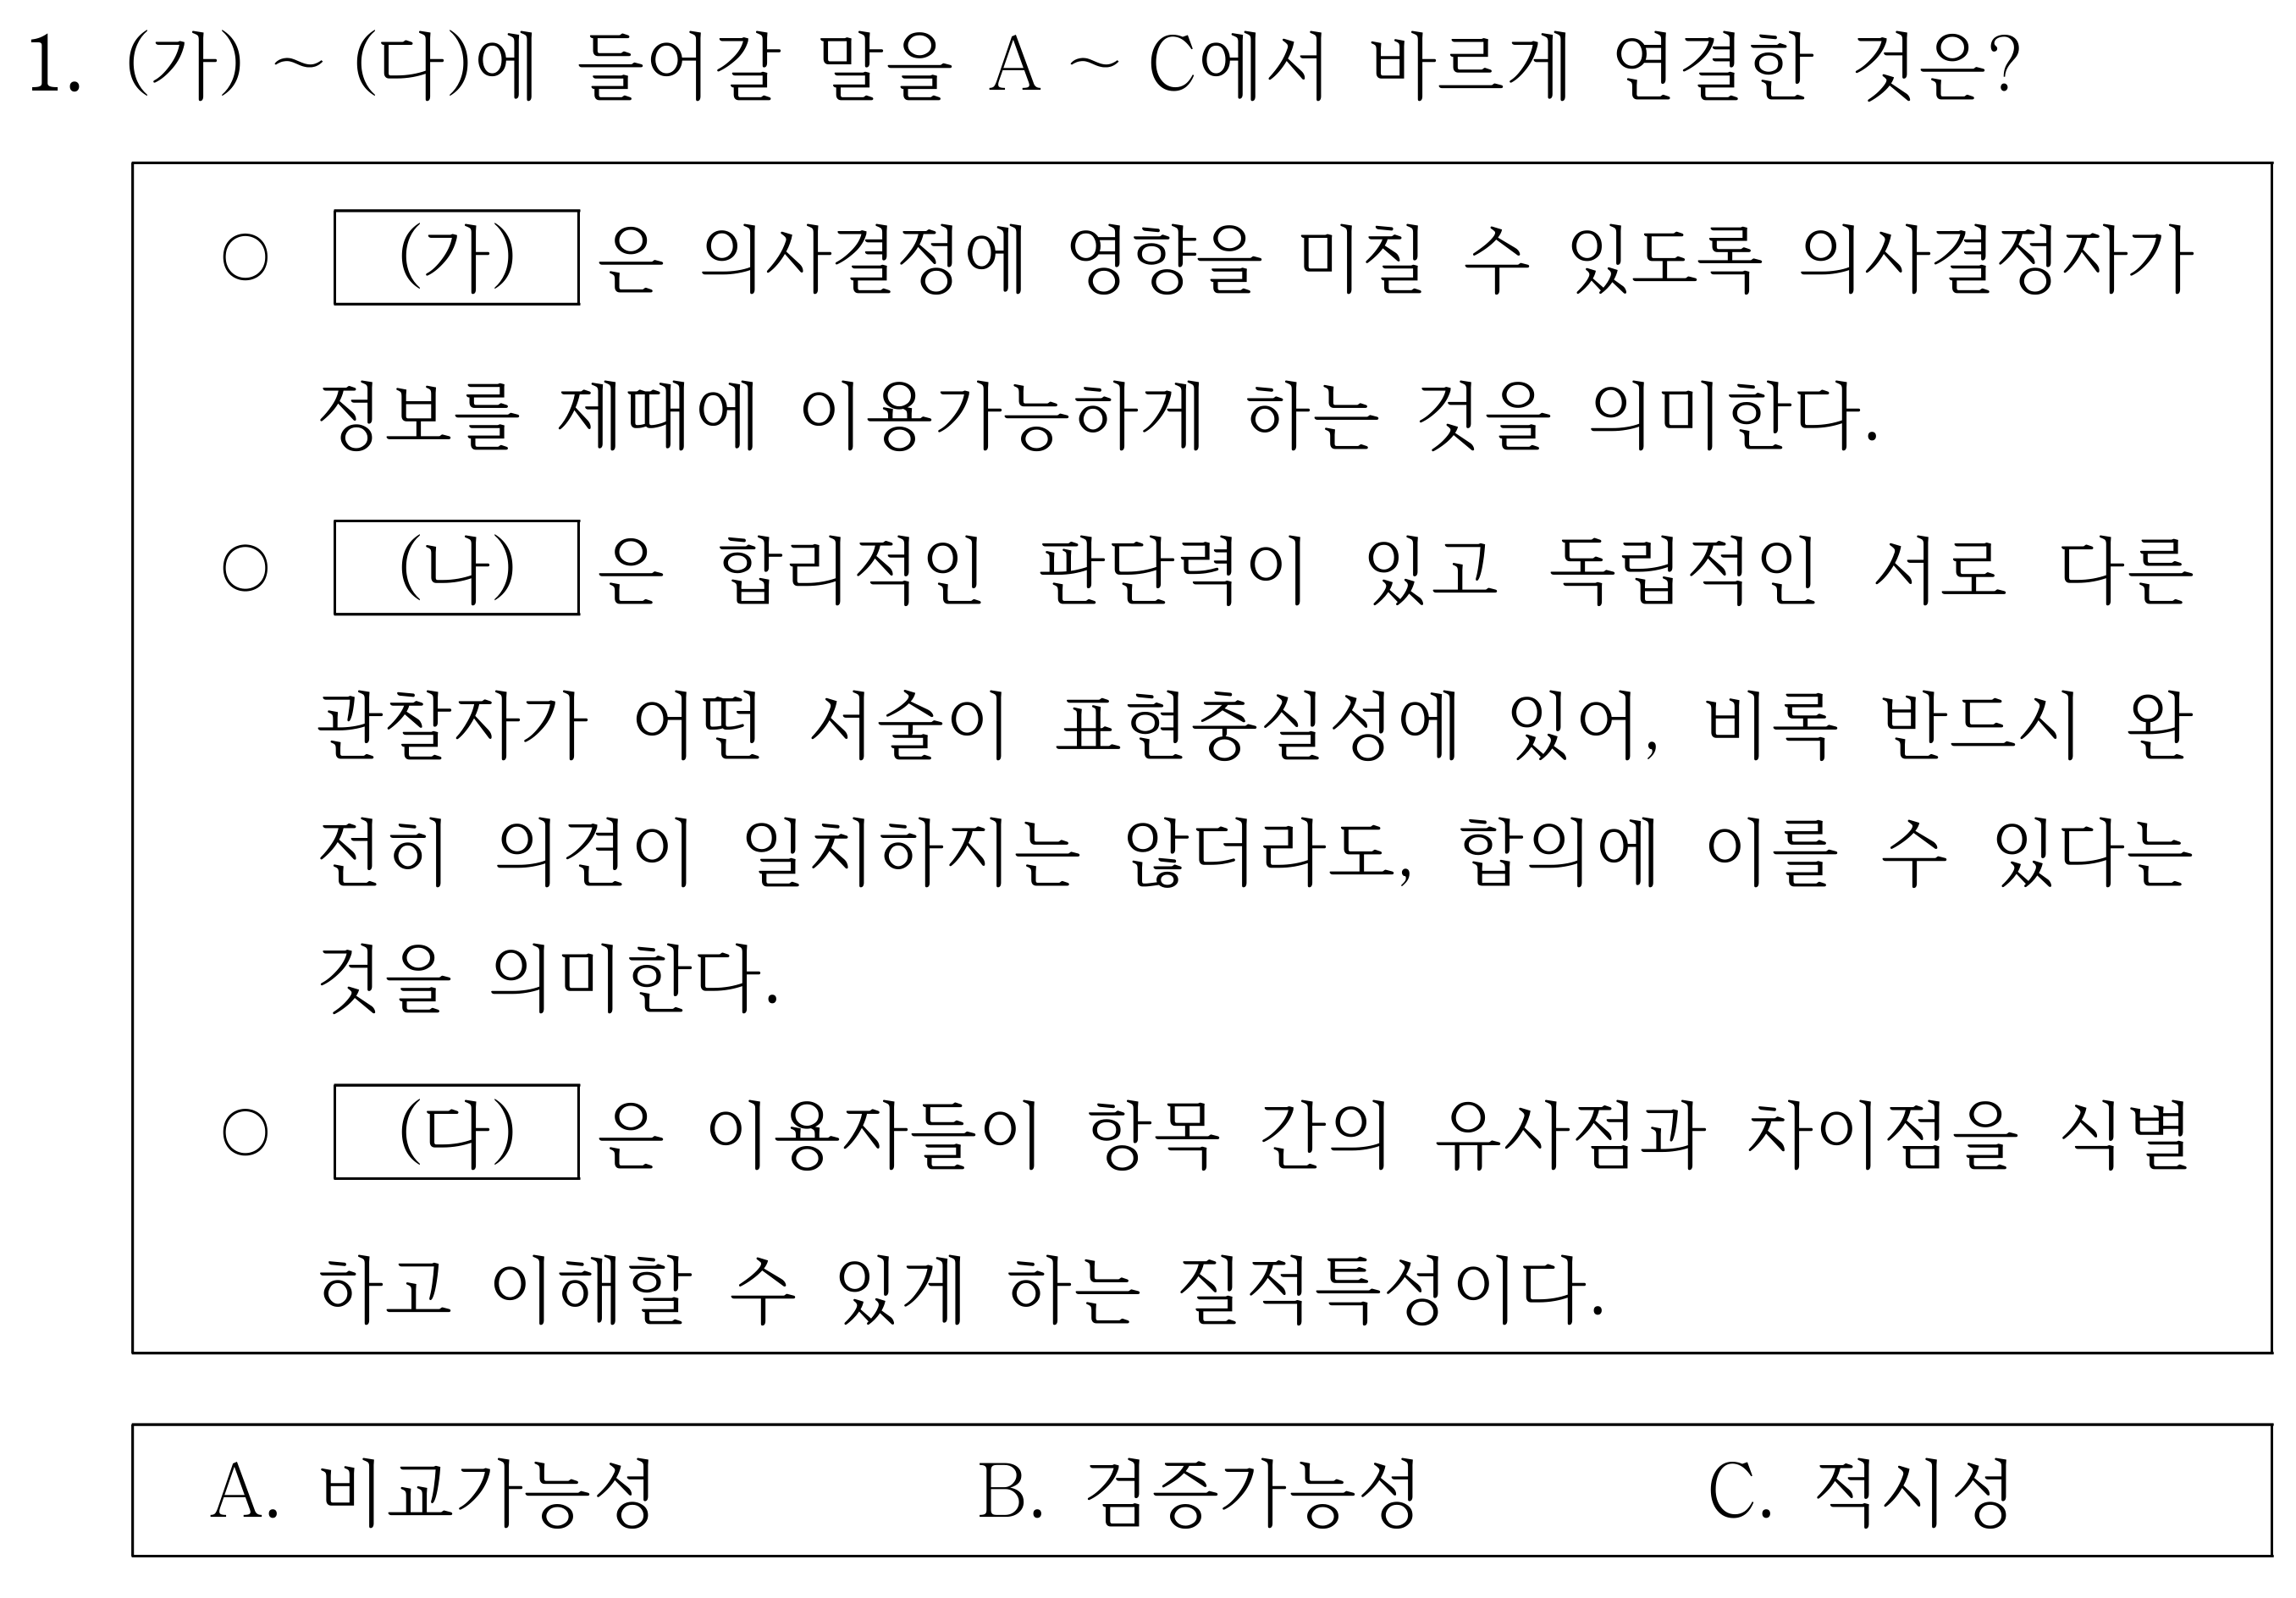 1. (가) ~ (다)에 들어갈 말을 A ~ C에서 바르게 연결한 것은?
○ (가) 은 의사결정에 영향을 미칠 수 있도록 의사결정자가
정보를 제때에 이용가능하게 하는 것을 의미한다.
○ (나) 은 합리적인 판단력이 있고 독립적인 서로 다른
관찰자가 어떤 서술이 표현충실성에 있어, 비록 반드시 완
전히 의견이 일치하지는 않더라도, 합의에 이를 수 있다는
것을 의미한다.
○ (다) 은 이용자들이 항목 간의 유사점과 차이점을 식별
하고 이해할 수 있게 하는 질적특성이다.
A. 비교가능성 B. 검증가능성 C. 적시성